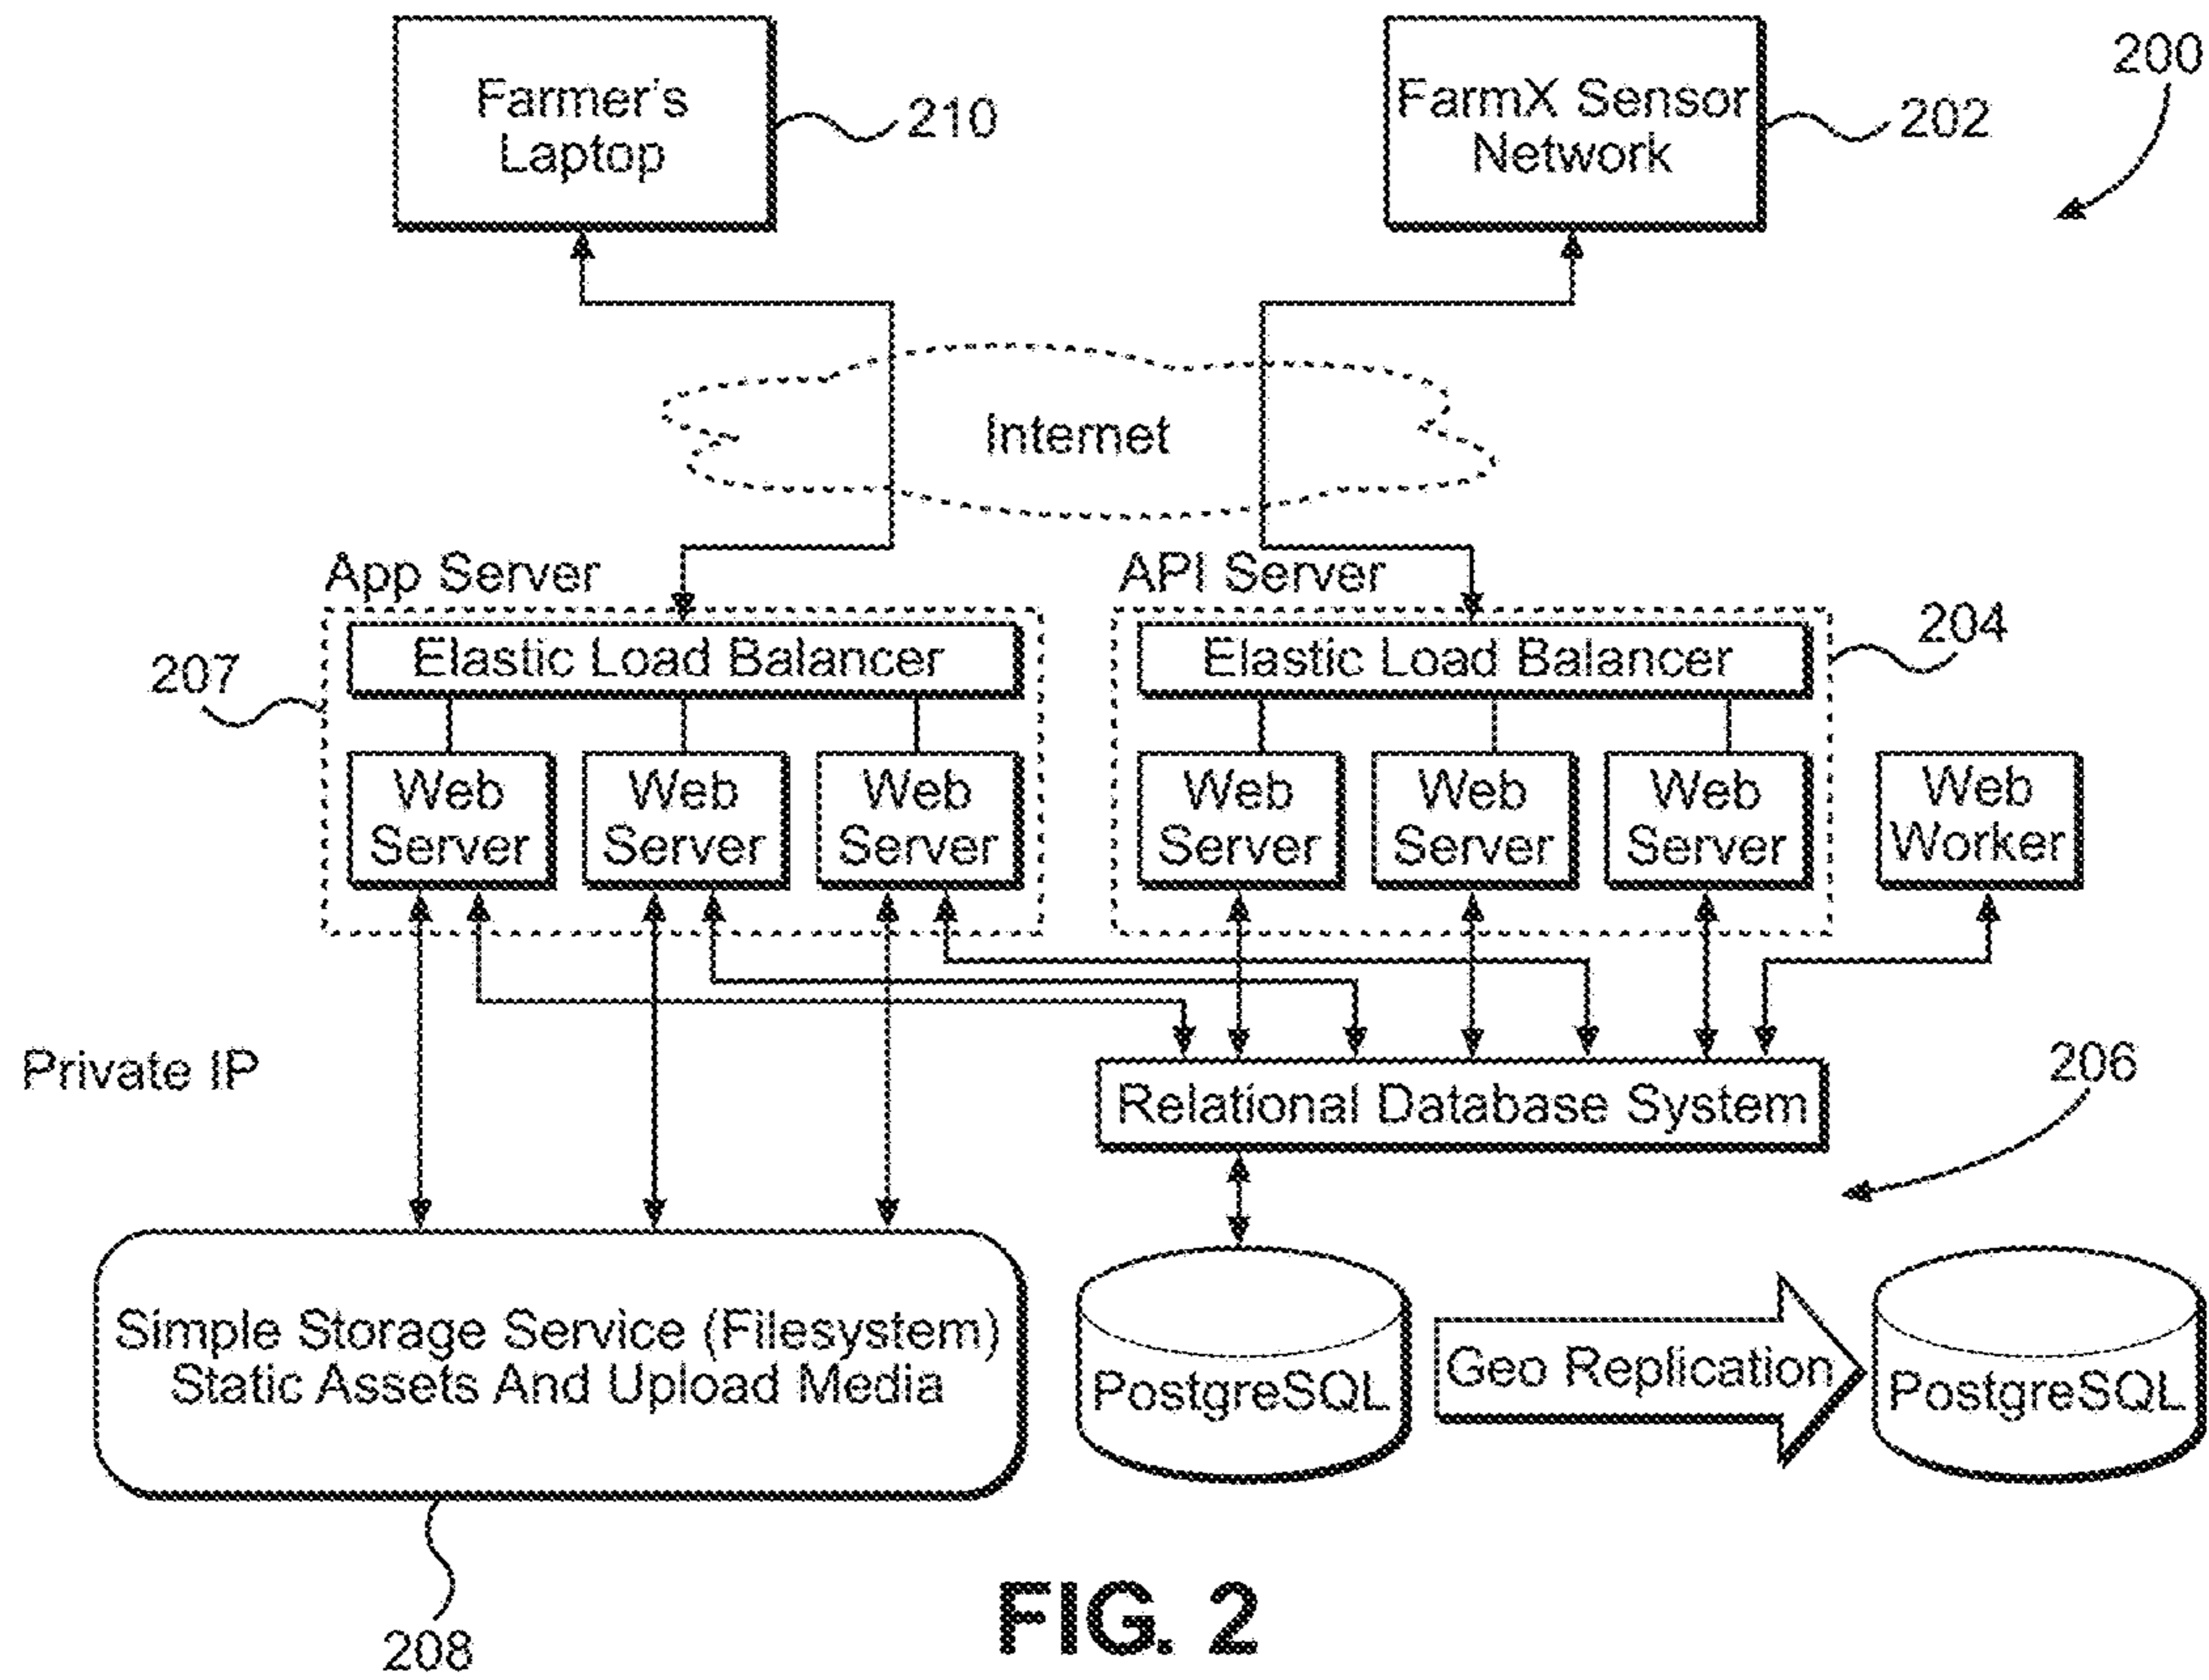 Farmer's
Laptop
210
FarmX Sensor
Network
202
200
Internet
App Server
API Server
207
Elastic Load Balancer
Elastic Load Balancer
204
Web
Server
Web
Server
Web
Server
Web
Server
Web
Server
Web
Server
Web
Worker
Private IP
Relational Database System
206
Simple Storage Service (Filesystem)
Static Assets And Upload Media
PostgreSQL
Geo Replication
PostgreSQL
208
FIG. 2